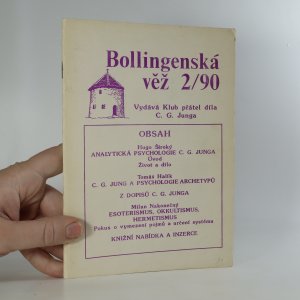 Bollingenská
věž 2/90
Vydává Klub přátel díla
C. G. Junga
OBSAH
Hugo Široký
ANALYTICKÁ PSYCHOLOGIE C. G. JUNGA
Úvod
Život a dílo
Tomáš Halík
C. G. JUNG A PSYCHOLOGIE ARCHETYPŮ
Z DOPISŮ C. G. JUNGA
Milan Nakonečný
ESOTERISMUS, OKKULTISMUS,
HERMETISMUS
Pokus o vymezení pojmů a určení systému
KNIŽNÍ NABÍDKA A INZERCE